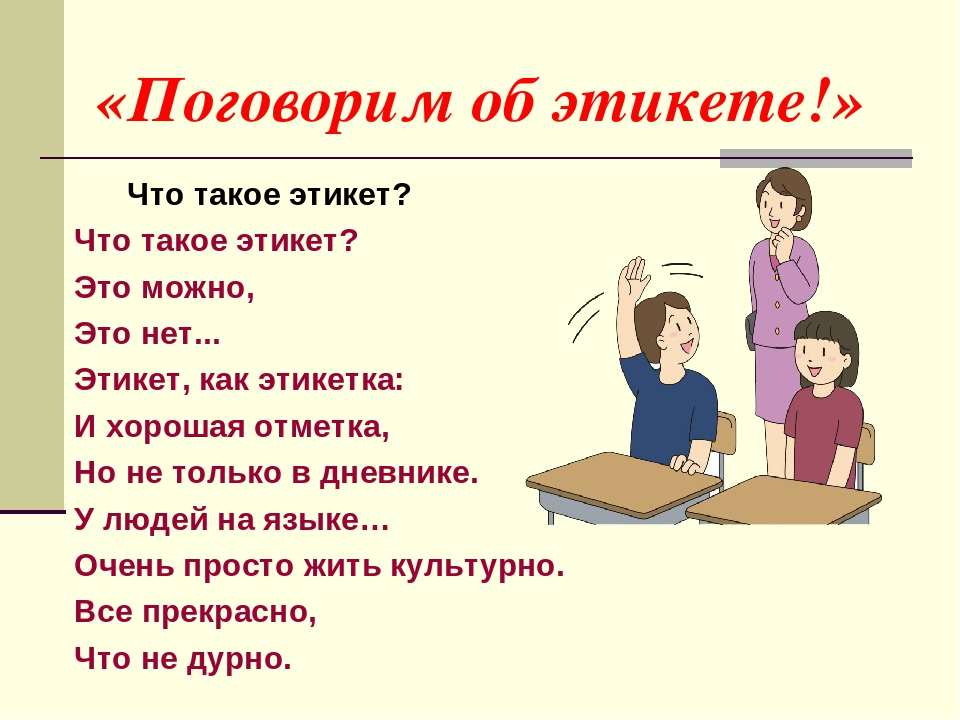 «Поговорим об этикете!»
Что такое этикет?
Что такое этикет?
Это можно,
Это нет...
Этикет, как этикетка:
И хорошая отметка,
Но не только в дневнике.
У людей на языке…
Очень просто жить культурно.
Все прекрасно,
Что не дурно.